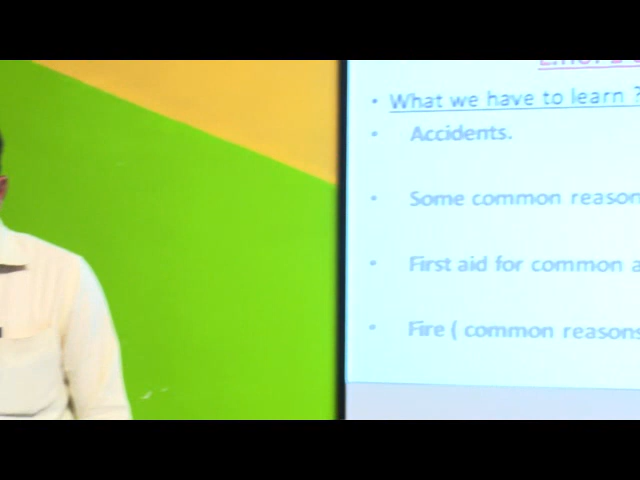 • What we have to learn ?
• Accidents.
• Some common reason
• First aid for common a
• Fire ( common reasons